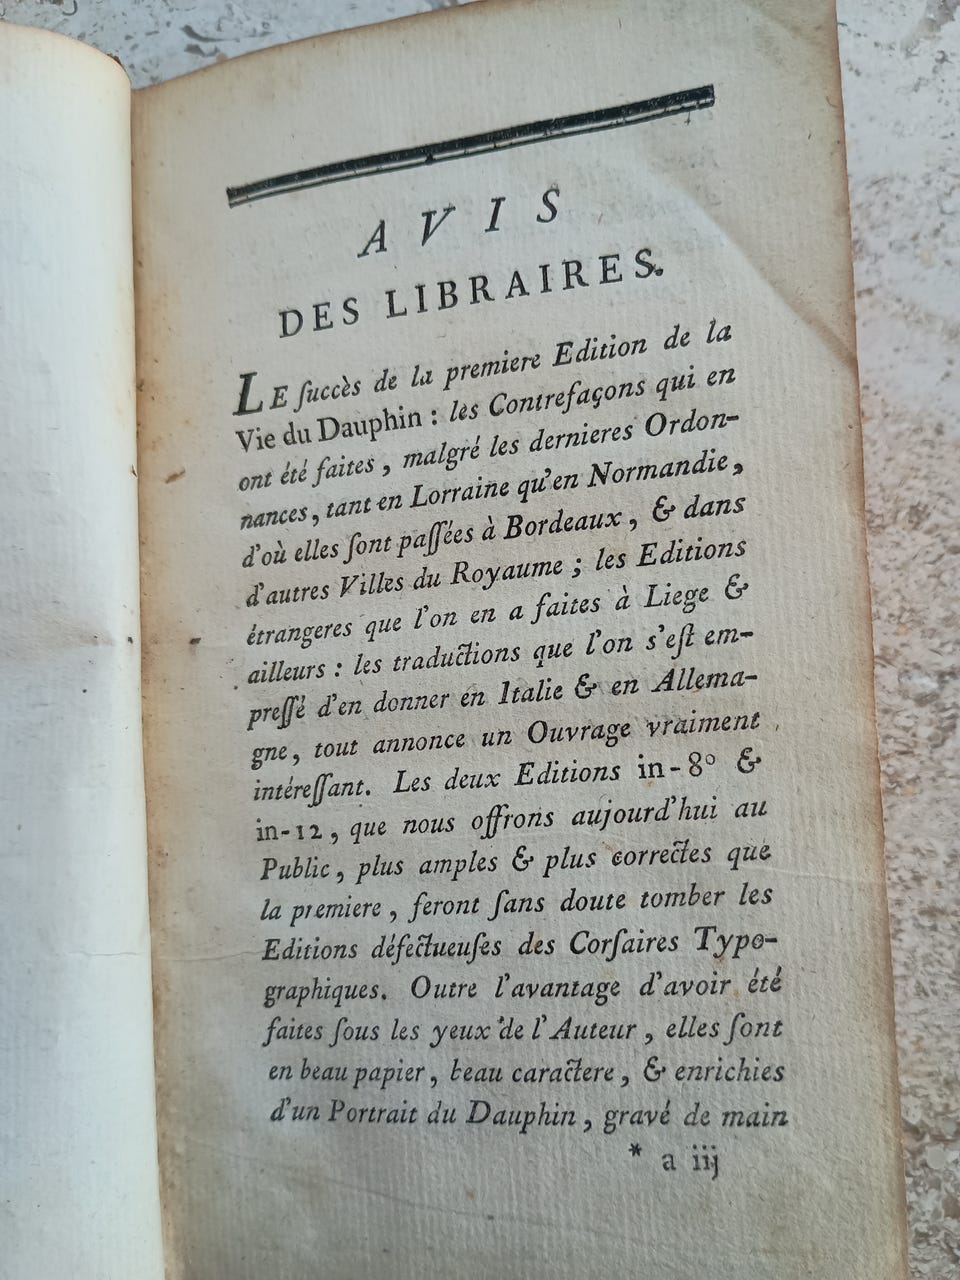 AVIS
DES LIBRAIRES.
LE ſuccès de la premiere Edition de la
Vie du Dauphin : les Contrefaçons qui en
ont été faites, malgré les dernieres Ordon-
nances, tant en Lorraine qu'en Normandie,
d'où elles ſont paſſées à Bordeaux, & dans
d'autres Villes du Royaume ; les Editions
étrangeres que l'on en a faites à Liege &
ailleurs : les traductions que l'on s'eſt em-
preſſé d'en donner en Italie & en Allema-
gne, tout annonce un Ouvrage vraiment
intéreſſant. Les deux Editions in-8° &
in-12, que nous offrons aujourd'hui au
Public, plus amples & plus correctes que
la premiere, feront ſans doute tomber les
Editions défectueuſes des Corſaires Typo-
graphiques. Outre l'avantage d'avoir été
faites ſous les yeux de l'Auteur, elles ſont
en beau papier, beau caractere, & enrichies
d'un Portrait du Dauphin, gravé de main
* a iij